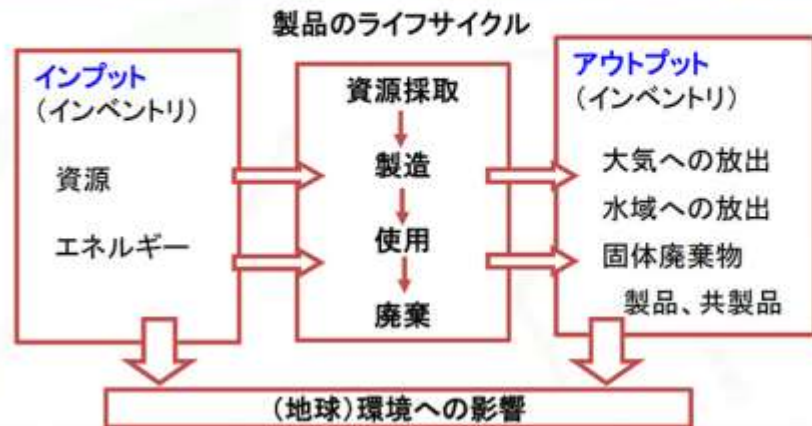 製品のライフサイクル
インプット
(インベントリ)
資源
エネルギー
資源採取
製造
使用
廃棄
アウトプット
(インベントリ)
大気への放出
水域への放出
固体廃棄物
製品、共製品
(地球)環境への影響